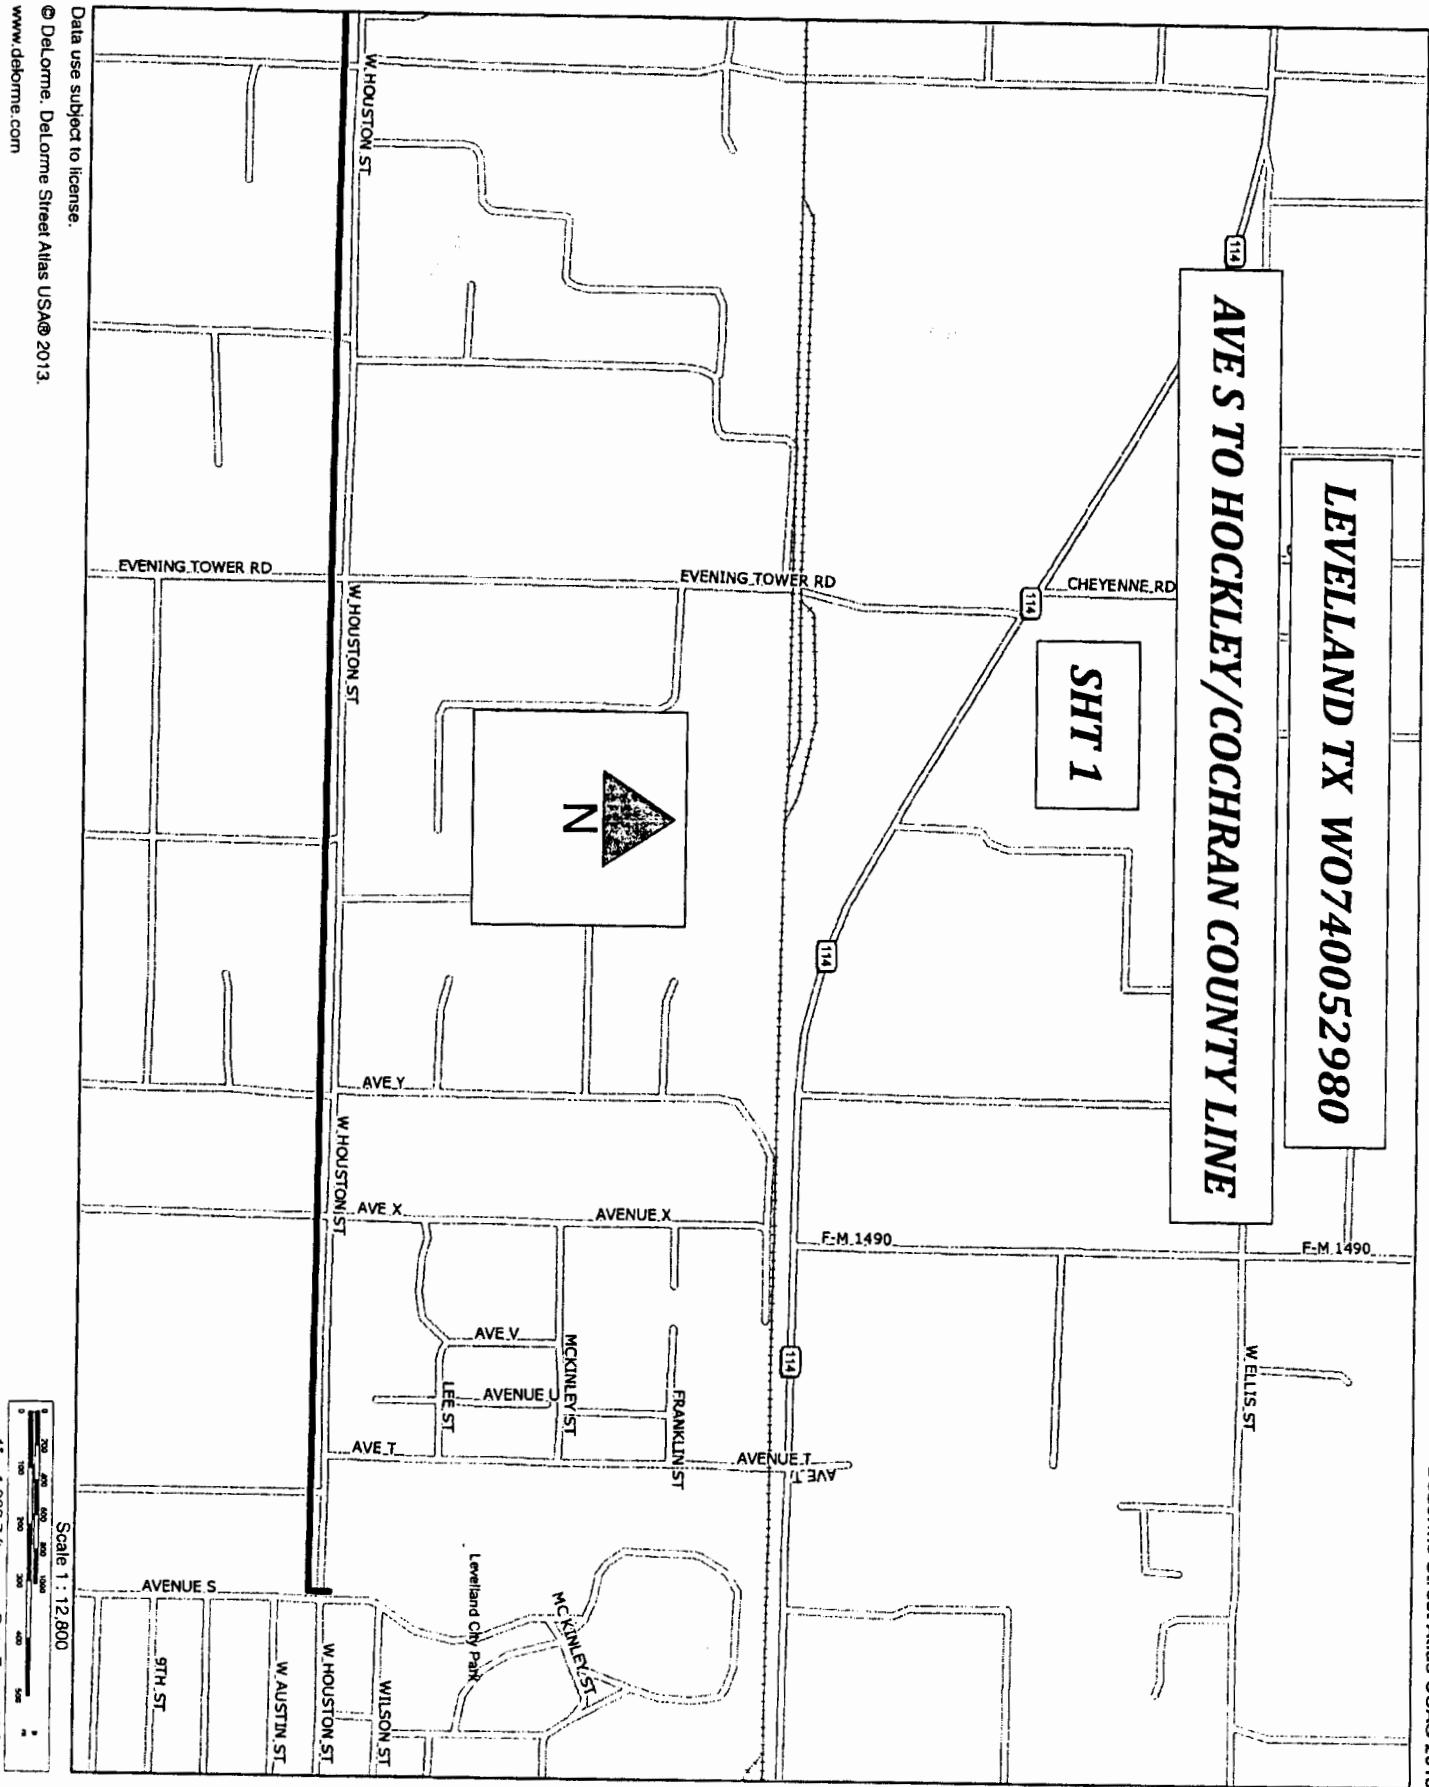 LEVELLAND TX WO740052980
AVE S TO HOCKLEY/COCHRAN COUNTY LINE
SHT 1
N
114
114
114
114
CHEYENNE RD
EVENING TOWER RD
EVENING TOWER RD
F-M 1490
F-M 1490
W ELLIS ST
W HOUSTON ST
W HOUSTON ST
W HOUSTON ST
W HOUSTON ST
AVE Y
AVE X
AVENUE X
AVE V
AVENUE U
AVE T
AVENUE T
AVE T
MCKINLEY ST
LEE ST
FRANKLIN ST
MC KINLEY ST
Levelland City Park
AVENUE S
WILSON ST
W AUSTIN ST
9TH ST
Data use subject to license.
© DeLorme. DeLorme Street Atlas USA® 2013.
www.delorme.com
Scale 1 : 12,800